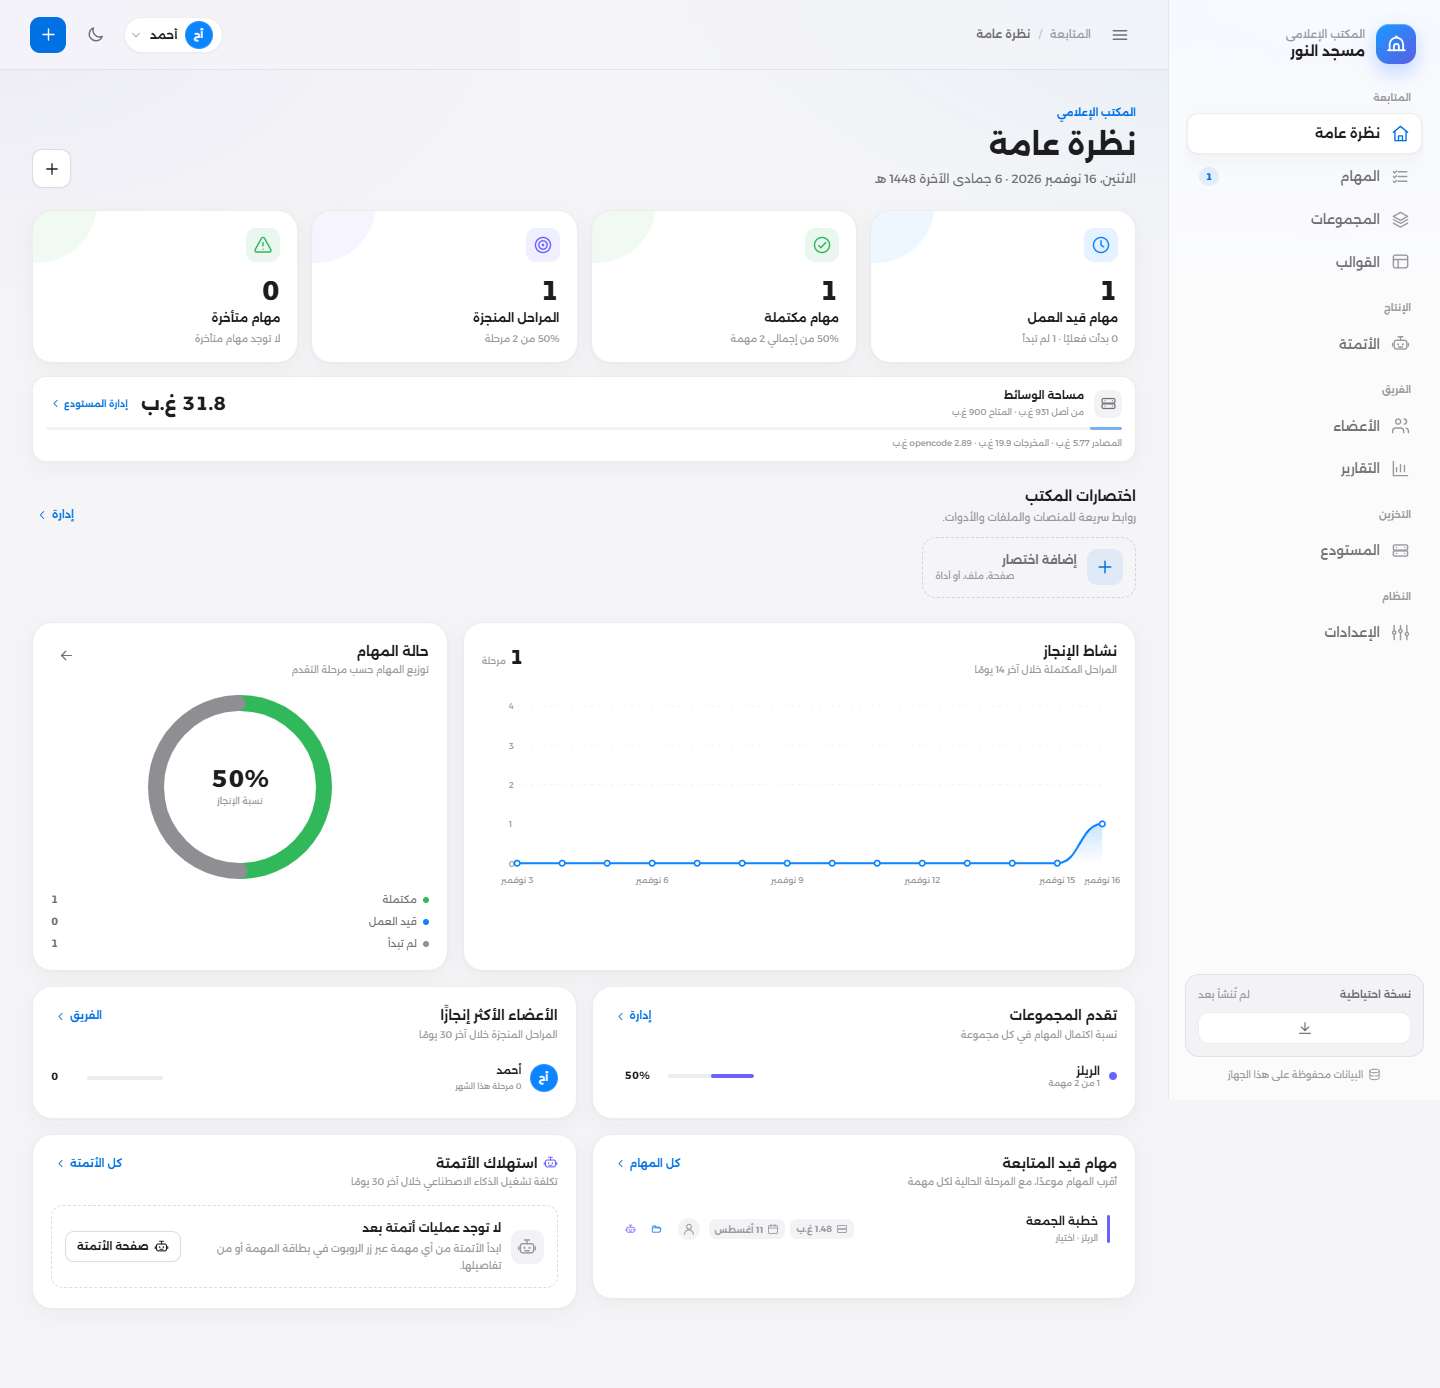 المكتب الإعلامي
مسجد النور
المتابعة
نظرة عامة
المهام
1
المجموعات
القوالب
الإنتاج
الأتمتة
الفريق
الأعضاء
التقارير
التخزين
المستودع
النظام
الإعدادات
نسخة احتياطية
لم تُنشأ بعد
البيانات محفوظة على هذا الجهاز
المتابعة / نظرة عامة
أح
أحمد
المكتب الإعلامي
نظرة عامة
الاثنين، 16 نوفمبر 2026 · 6 جمادى الآخرة 1448 هـ
1
مهام قيد العمل
0 بدأت فعليًا · 1 لم تبدأ
1
مهام مكتملة
50% من إجمالي 2 مهمة
1
المراحل المنجزة
50% من 2 مرحلة
0
مهام متأخرة
لا توجد مهام متأخرة
مساحة الوسائط
من أصل 931 غ.ب · المتاح 900 غ.ب
31.8 غ.ب
إدارة المستودع
المصادر 5.77 غ.ب · المخرجات 19.9 غ.ب · opencode 2.89 غ.ب
اختصارات المكتب
روابط سريعة للمنصات والملفات والأدوات.
إدارة
إضافة اختصار
صفحة، ملف، أو أداة
نشاط الإنجاز
المراحل المكتملة خلال آخر 14 يومًا
1 مرحلة
4
3
2
1
0
3 نوفمبر
6 نوفمبر
9 نوفمبر
12 نوفمبر
15 نوفمبر
16 نوفمبر
حالة المهام
توزيع المهام حسب مرحلة التقدم
50%
نسبة الإنجاز
مكتملة 1
قيد العمل 0
لم تبدأ 1
تقدم المجموعات
نسبة اكتمال المهام في كل مجموعة
إدارة
الريلز
1 من 2 مهمة
50%
الأعضاء الأكثر إنجازًا
المراحل المنجزة خلال آخر 30 يومًا
الفريق
أح
أحمد
0 مرحلة هذا الشهر
0
مهام قيد المتابعة
أقرب المهام موعدًا، مع المرحلة الحالية لكل مهمة
كل المهام
خطبة الجمعة
الريلز · اختيار
1.48 غ.ب
11 أغسطس
استهلاك الأتمتة
تكلفة تشغيل الذكاء الاصطناعي خلال آخر 30 يومًا
كل الأتمتة
لا توجد عمليات أتمتة بعد
ابدأ الأتمتة من أي مهمة عبر زر الروبوت في بطاقة المهمة أو من
تفاصيلها.
صفحة الأتمتة